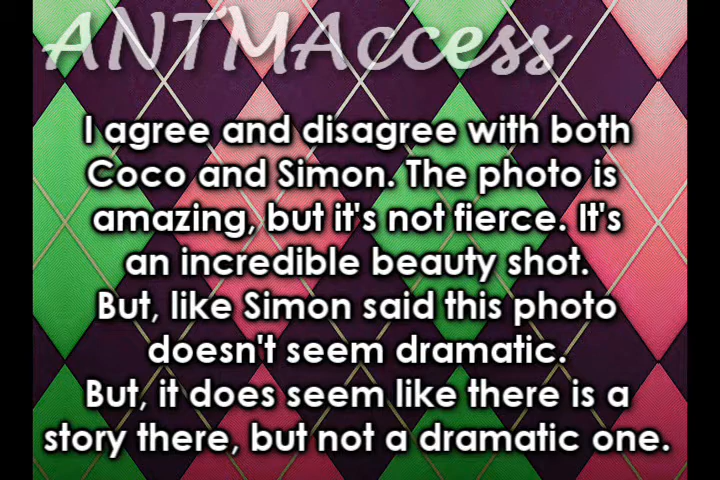 ANTMAccess
I agree and disagree with both
Coco and Simon. The photo is
amazing, but it's not fierce. It's
an incredible beauty shot.
But, like Simon said this photo
doesn't seem dramatic.
But, it does seem like there is a
story there, but not a dramatic one.